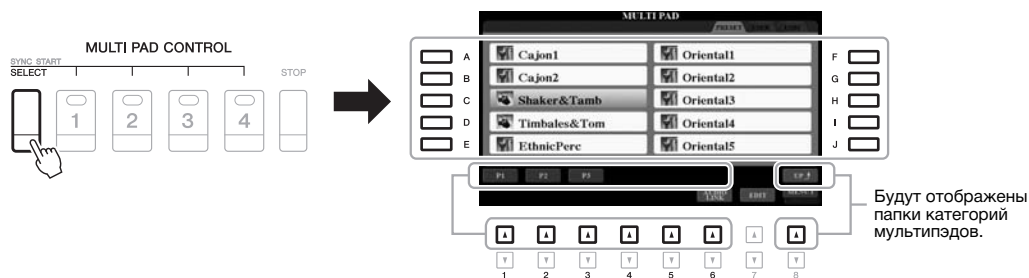 MULTI PAD CONTROL
SYNC START
SELECT
STOP
1
2
3
4
MULTI PAD
PRESET USER
A
Cajon1
Oriental1
F
B
Cajon2
Oriental2
G
C
Shaker&Tamb
Oriental3
H
D
Timbales&Tom
Oriental4
I
E
EthnicPerc
Oriental5
J
P1
P2
P3
UP
AUDIO
LINK
EDIT
Будут отображены
папки категорий
мультипэдов.
1
2
3
4
5
6
7
8